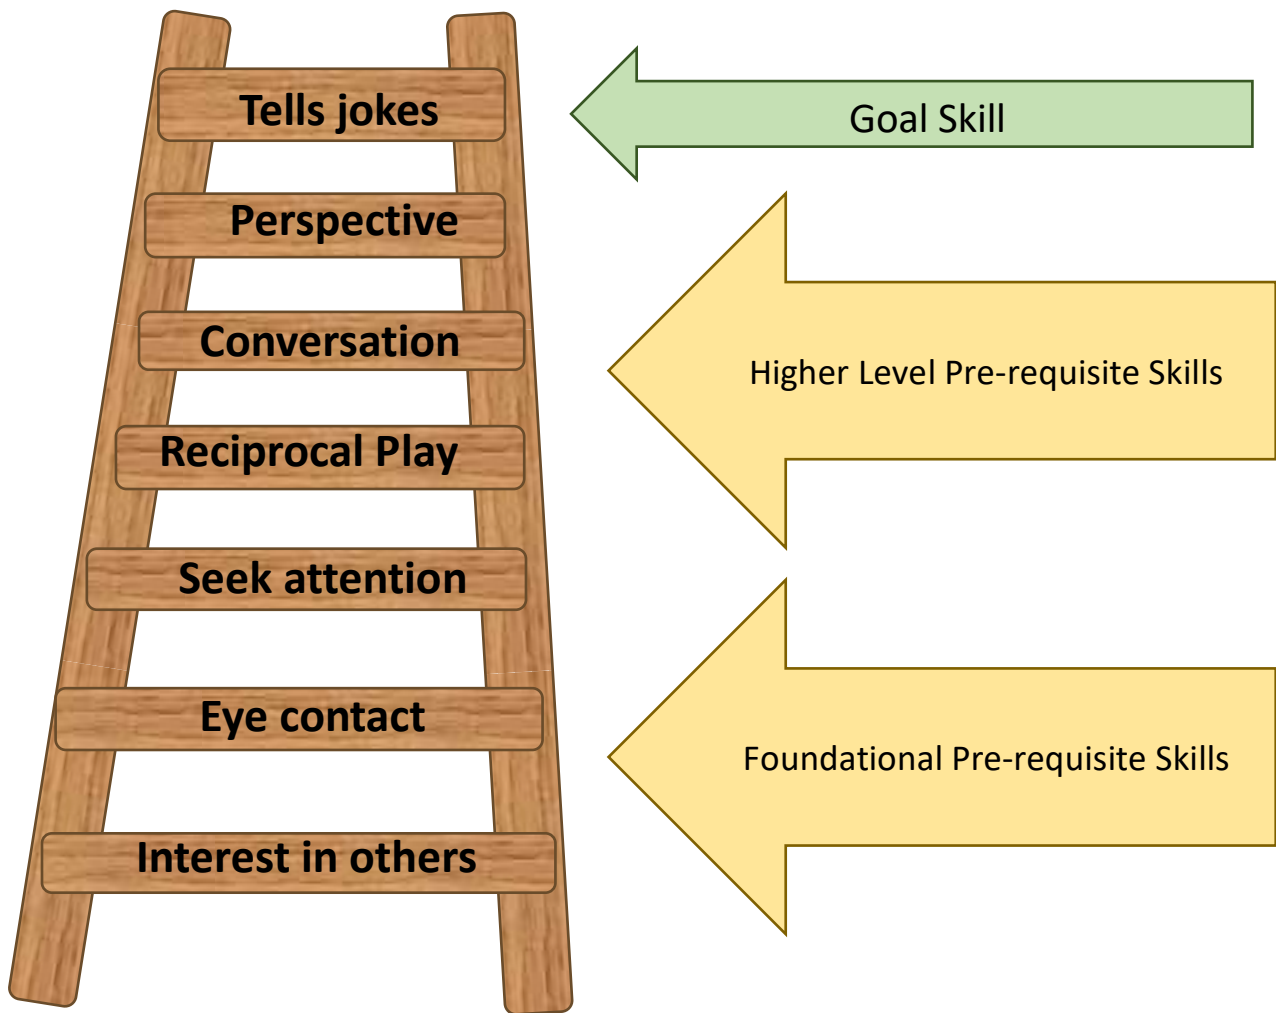 Tells jokes
Goal Skill
Perspective
Conversation
Higher Level Pre-requisite Skills
Reciprocal Play
Seek attention
Eye contact
Foundational Pre-requisite Skills
Interest in others